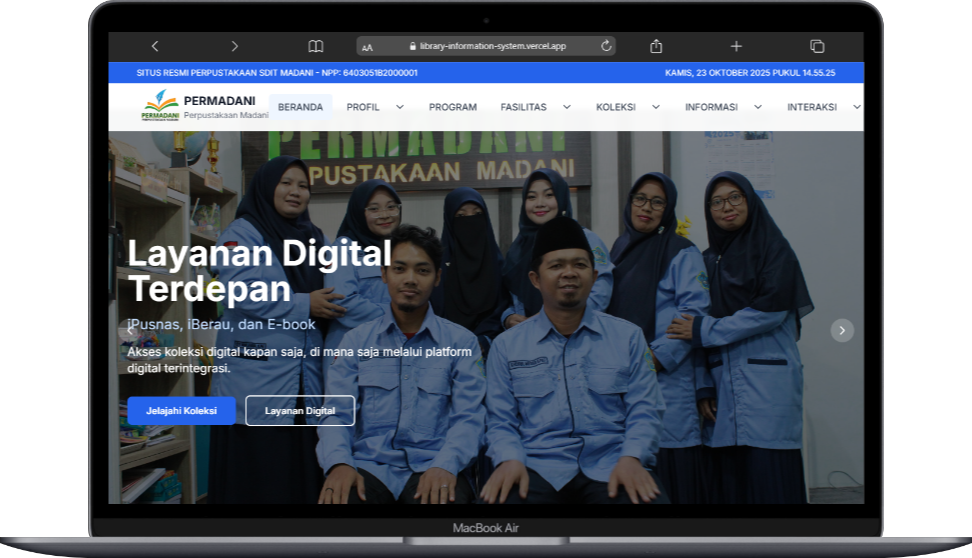 AA library-information-system.vercel.app
SITUS RESMI PERPUSTAKAAN SDIT MADANI - NPP: 6403051B2000001
KAMIS, 23 OKTOBER 2025 PUKUL 14.55.25
PERMADANI
PERMADANI
Perpustakaan Madani
BERANDA
PROFIL
PROGRAM
FASILITAS
KOLEKSI
INFORMASI
INTERAKSI
PERMADANI
PUSTAKAAN MADANI
Layanan Digital
Terdepan
iPusnas, iBerau, dan E-book
Akses koleksi digital kapan saja, di mana saja melalui platform
digital terintegrasi.
Jelajahi Koleksi
Layanan Digital
MacBook Air